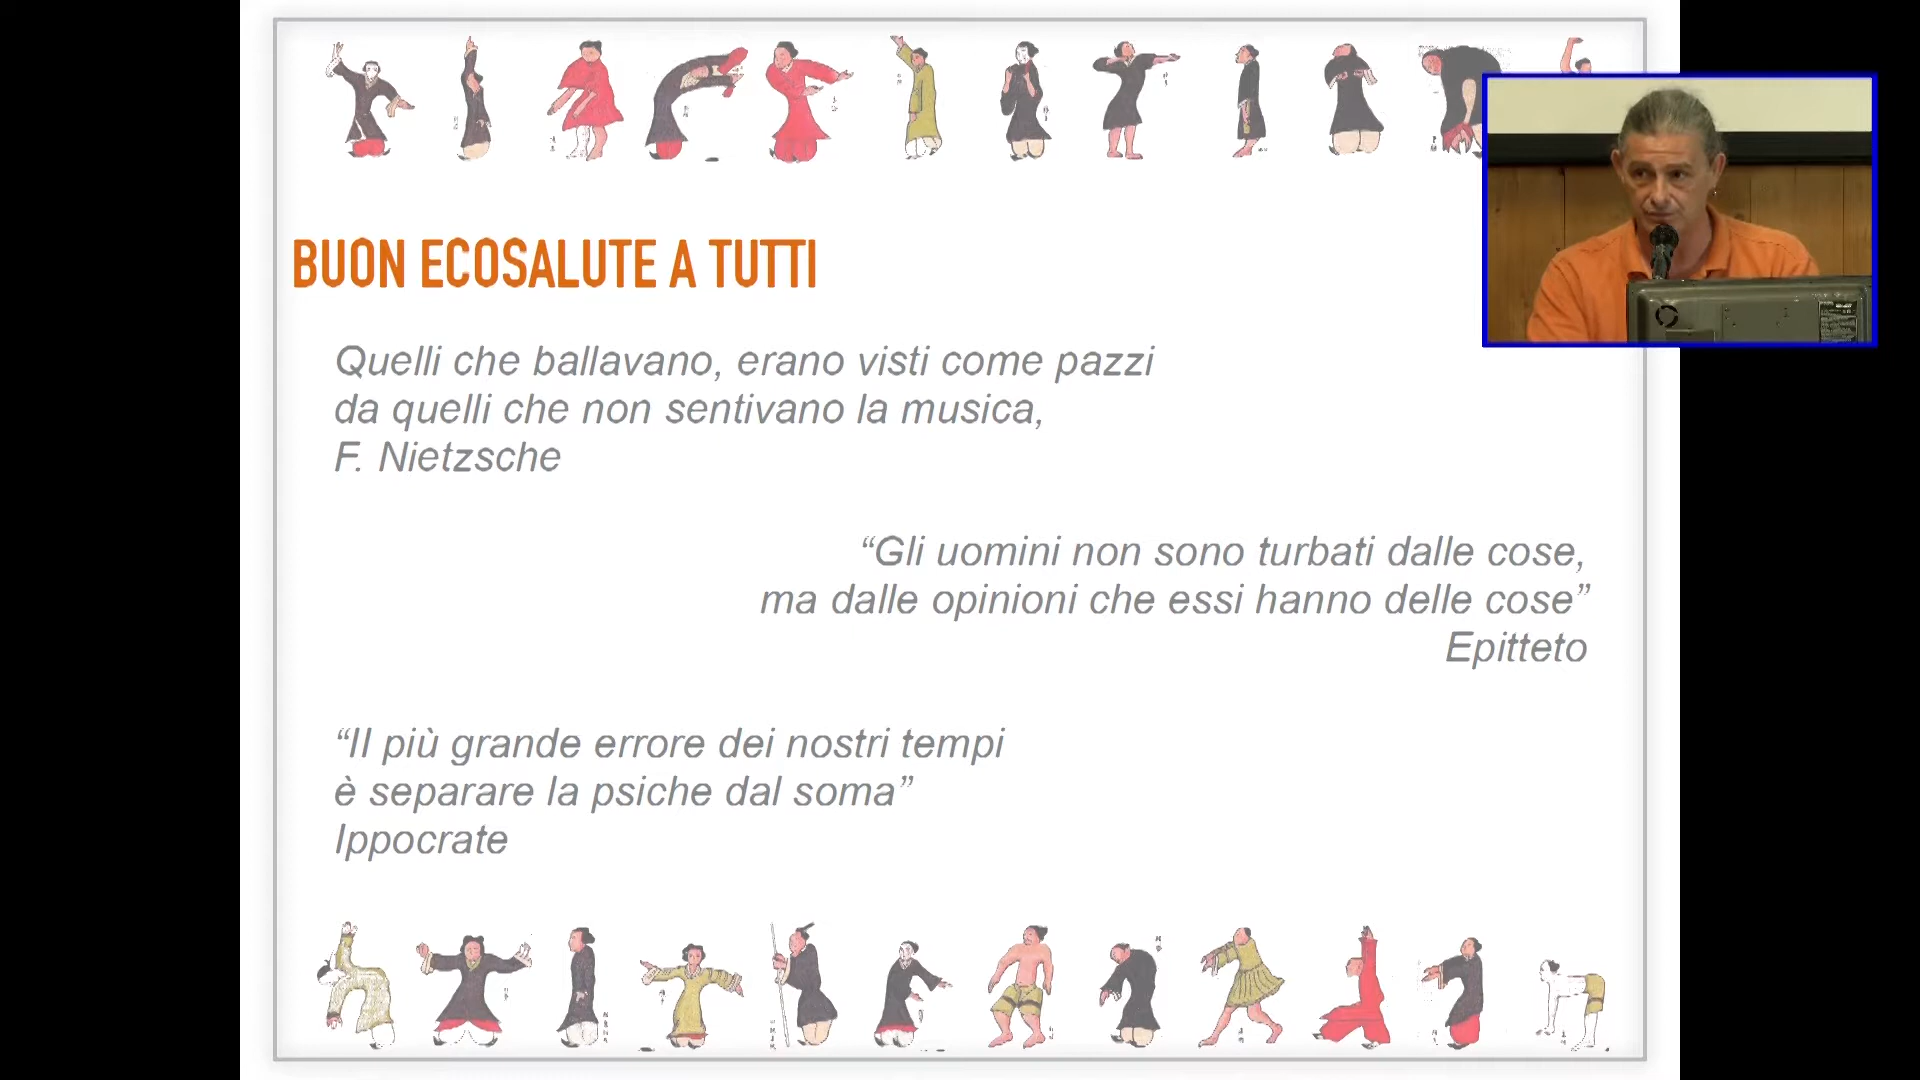 BUON ECOSALUTE A TUTTI
Quelli che ballavano, erano visti come pazzi
da quelli che non sentivano la musica,
F. Nietzsche
“Gli uomini non sono turbati dalle cose,
ma dalle opinioni che essi hanno delle cose”
Epitteto
“Il più grande errore dei nostri tempi
è separare la psiche dal soma”
Ippocrate